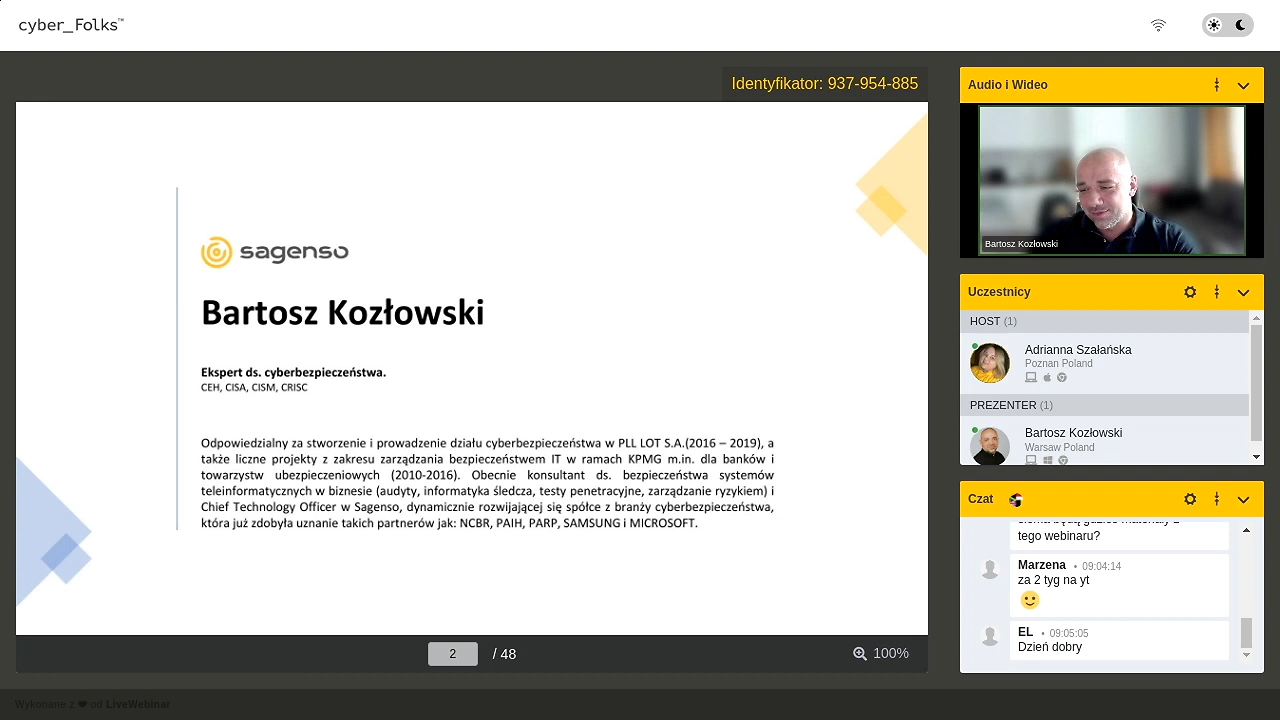 cyber_Folks™
Identyfikator: 937-954-885
sagenso
Bartosz Kozłowski
Ekspert ds. cyberbezpieczeństwa.
CEH, CISA, CISM, CRISC
Odpowiedzialny za stworzenie i prowadzenie działu cyberbezpieczeństwa w PLL LOT S.A.(2016 – 2019), a
także liczne projekty z zakresu zarządzania bezpieczeństwem IT w ramach KPMG m.in. dla banków i
towarzystw ubezpieczeniowych (2010-2016). Obecnie konsultant ds. bezpieczeństwa systemów
teleinformatycznych w biznesie (audyty, informatyka śledcza, testy penetracyjne, zarządzanie ryzykiem) i
Chief Technology Officer w Sagenso, dynamicznie rozwijającej się spółce z branży cyberbezpieczeństwa,
która już zdobyła uznanie takich partnerów jak: NCBR, PAIH, PARP, SAMSUNG i MICROSOFT.
2 / 48
100%
Audio i Wideo
Bartosz Kozłowski
Uczestnicy
HOST (1)
Adrianna Szałańska
Poznan Poland
PREZENTER (1)
Bartosz Kozłowski
Warsaw Poland
Czat
tego webinaru?
Marzena • 09:04:14
za 2 tyg na yt
EL • 09:05:05
Dzień dobry
Wykonane z ❤ od LiveWebinar